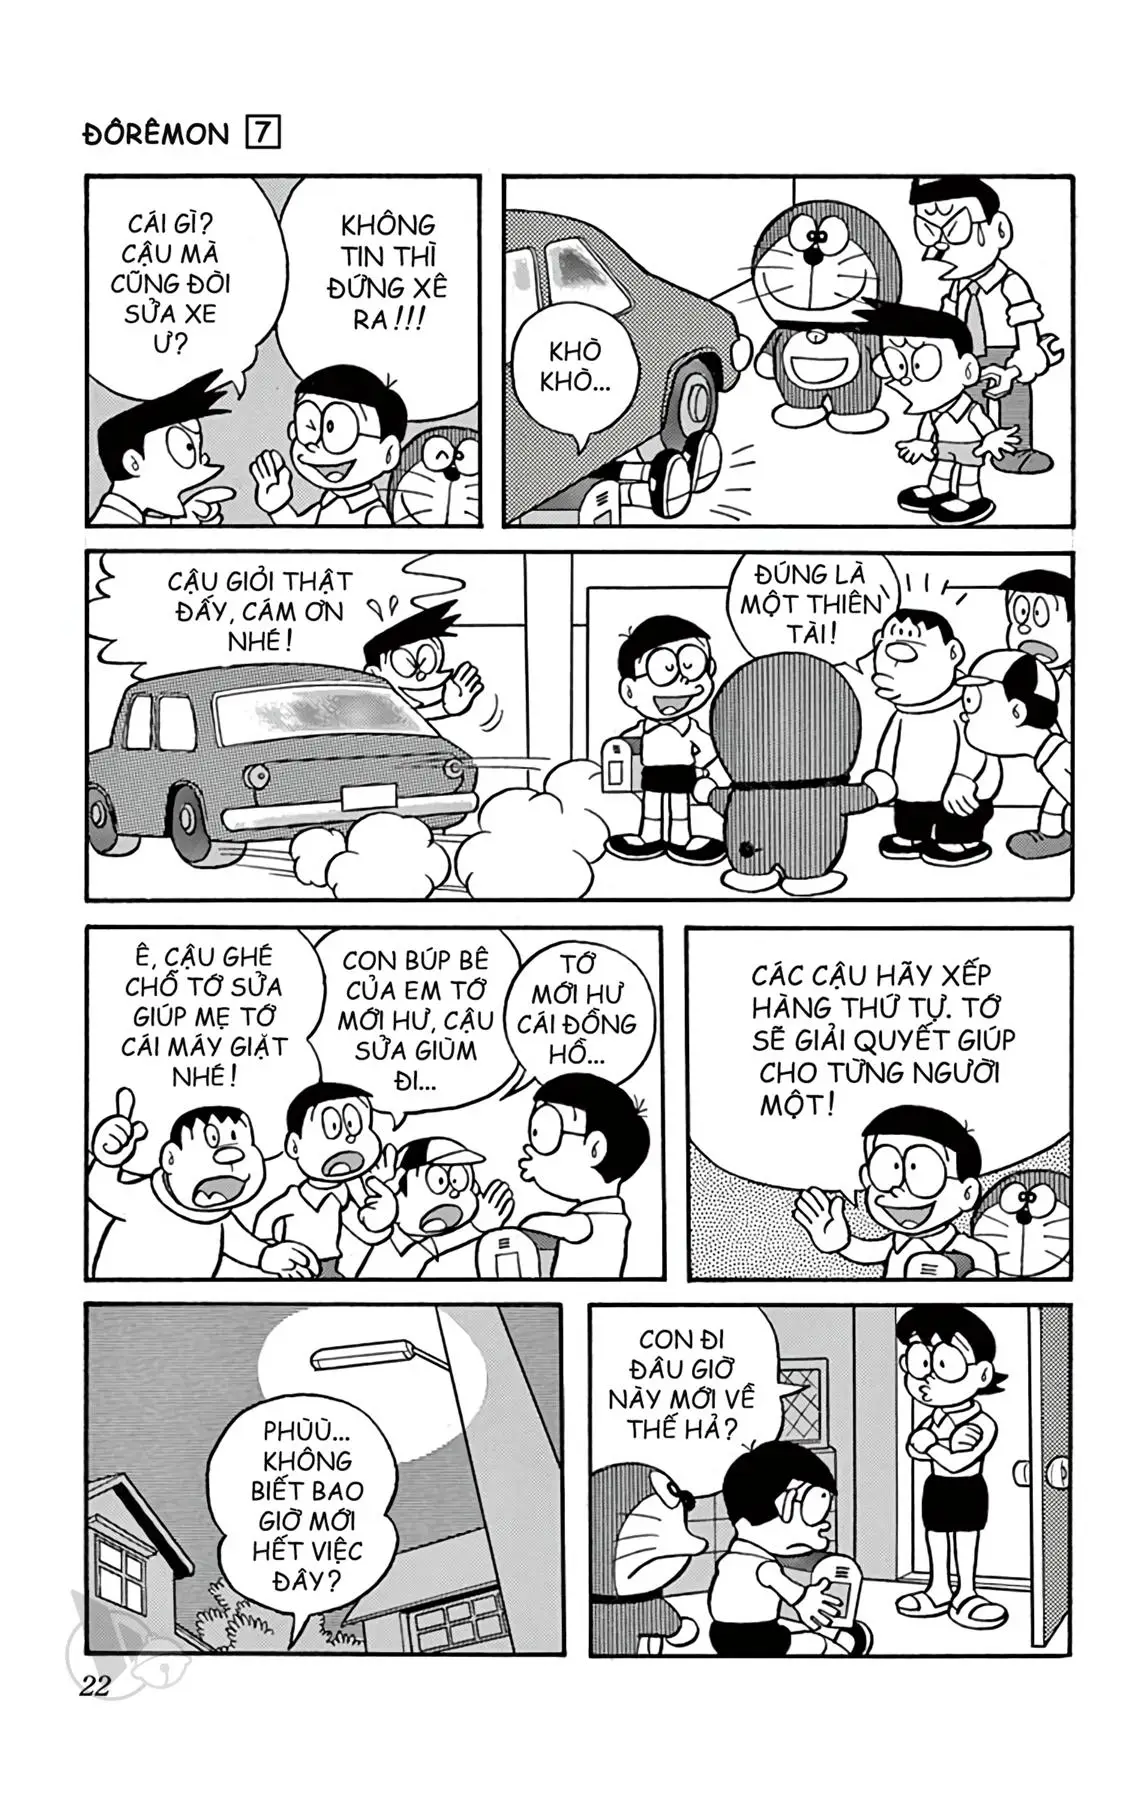 ĐÔRÊMON 7
CÁI GÌ?
CẬU MÀ
CŨNG ĐÒI
SỬA XE
Ư?
KHÔNG
TIN THÌ
ĐỨNG XÊ
RA!!!
KHÒ
KHÒ...
CẬU GIỎI THẬT
ĐẤY, CÁM ƠN
NHÉ!
ĐÚNG LÀ
MỘT THIÊN
TÀI!
Ê, CẬU GHÉ
CHỖ TỚ SỬA
GIÚP MẸ TỚ
CÁI MÁY GIẶT
NHÉ!
CON BÚP BÊ
CỦA EM TỚ
MỚI HƯ, CẬU
SỬA GIÙM
ĐI...
TỚ
MỚI HƯ
CÁI ĐỒNG
HỒ...
CÁC CẬU HÃY XẾP
HÀNG THỨ TỰ. TỚ
SẼ GIẢI QUYẾT GIÚP
CHO TỪNG NGƯỜI
MỘT!
PHÙÙ...
KHÔNG
BIẾT BAO
GIỜ MỚI
HẾT VIỆC
ĐÂY?
CON ĐI
ĐÂU GIỜ
NÀY MỚI VỀ
THẾ HẢ?
22